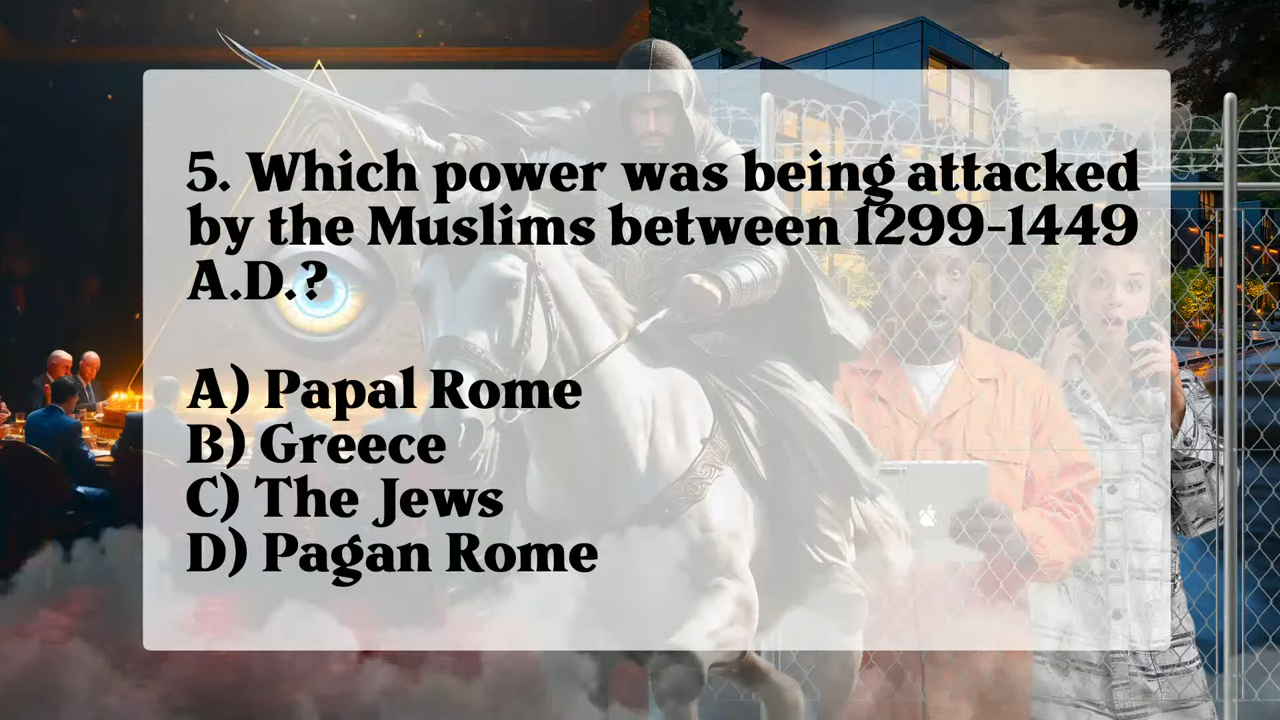 5. Which power was being attacked
by the Muslims between 1299-1449
A.D.?
A) Papal Rome
B) Greece
C) The Jews
D) Pagan Rome